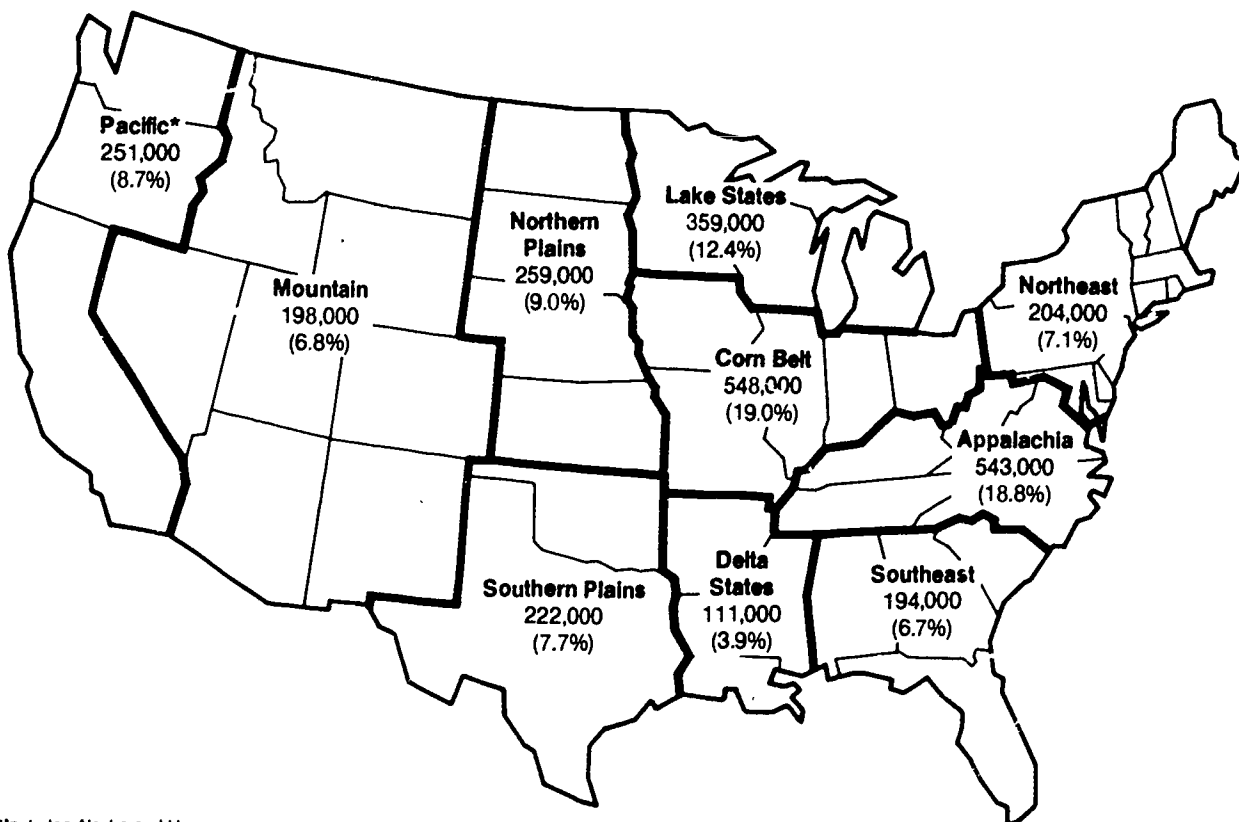 Pacific*
251,000
(8.7%)
Mountain
198,000
(6.8%)
Northern
Plains
259,000
(9.0%)
Lake States
359,000
(12.4%)
Corn Belt
548,000
(19.0%)
Northeast
204,000
(7.1%)
Appalachia
543,000
(18.8%)
Southern Plains
222,000
(7.7%)
Delta
States
111,000
(3.9%)
Southeast
194,000
(6.7%)